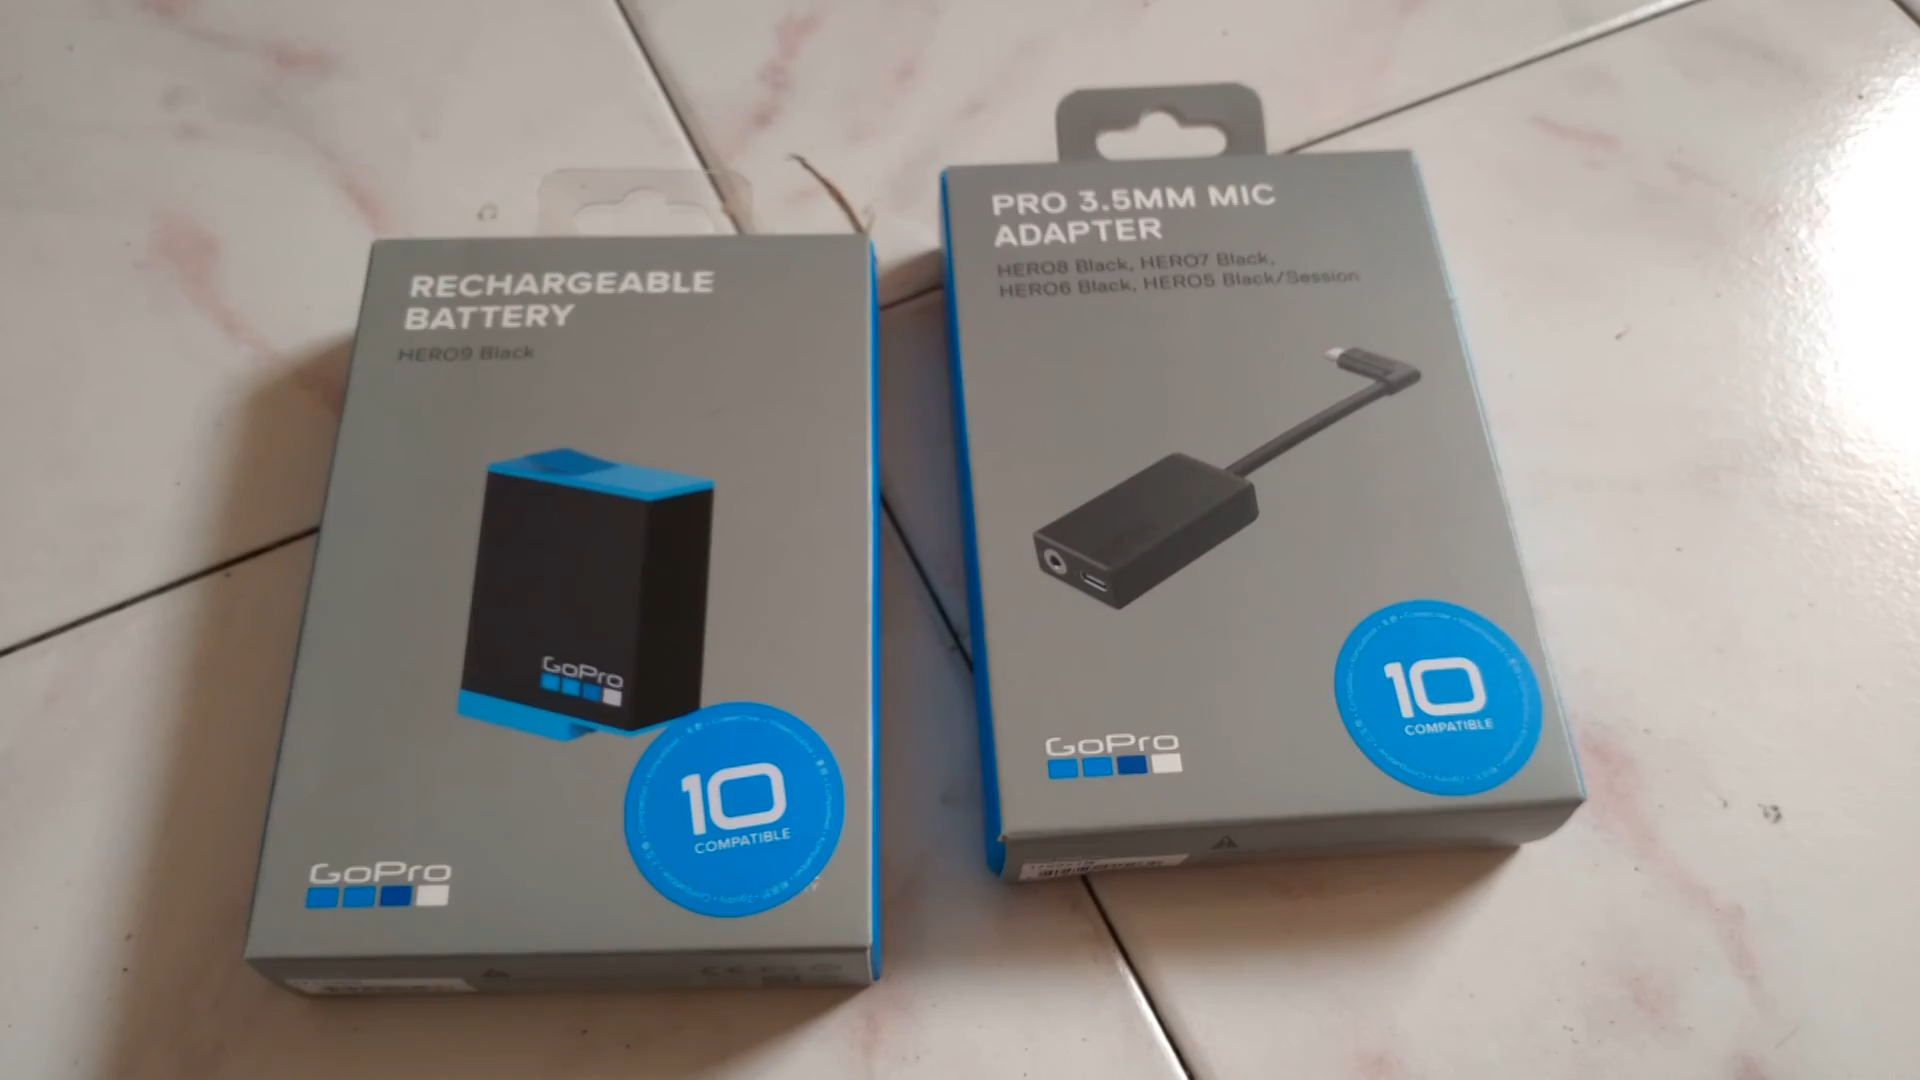 RECHARGEABLE
BATTERY
HERO9 Black
GoPro
10
COMPATIBLE
GoPro
PRO 3.5MM MIC
ADAPTER
HERO8 Black, HERO7 Black,
HERO6 Black, HERO5 Black/Session
10
COMPATIBLE
GoPro